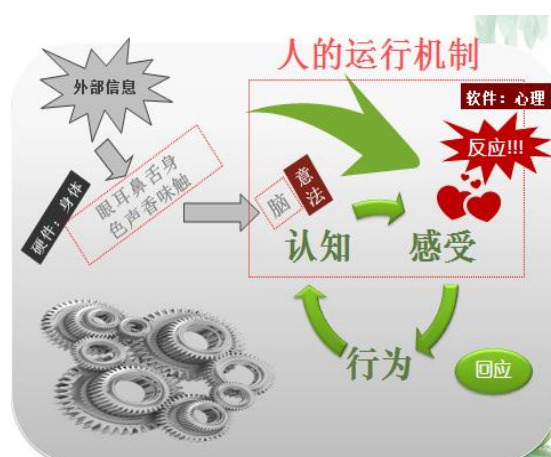 人的运行机制
外部信息
软件：心理
反应!!!
硬件：身体
眼耳鼻舌身
色声香味触
脑
意法
认知
感受
行为
回应